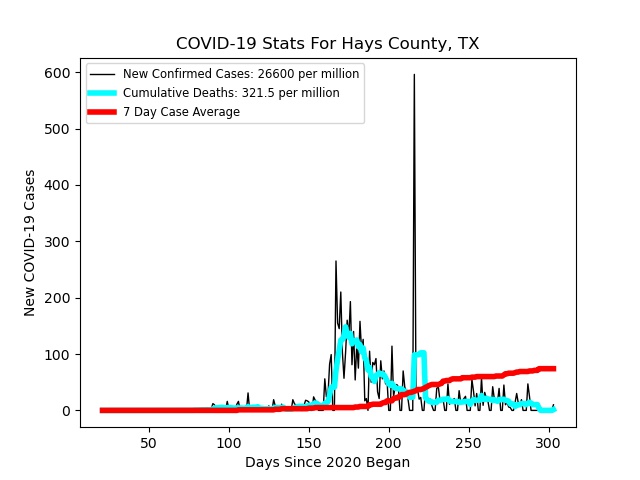 COVID-19 Stats For Hays County, TX
New Confirmed Cases: 26600 per million
Cumulative Deaths: 321.5 per million
7 Day Case Average
New COVID-19 Cases
600
500
400
300
200
100
0
50 100 150 200 250 300
Days Since 2020 Began